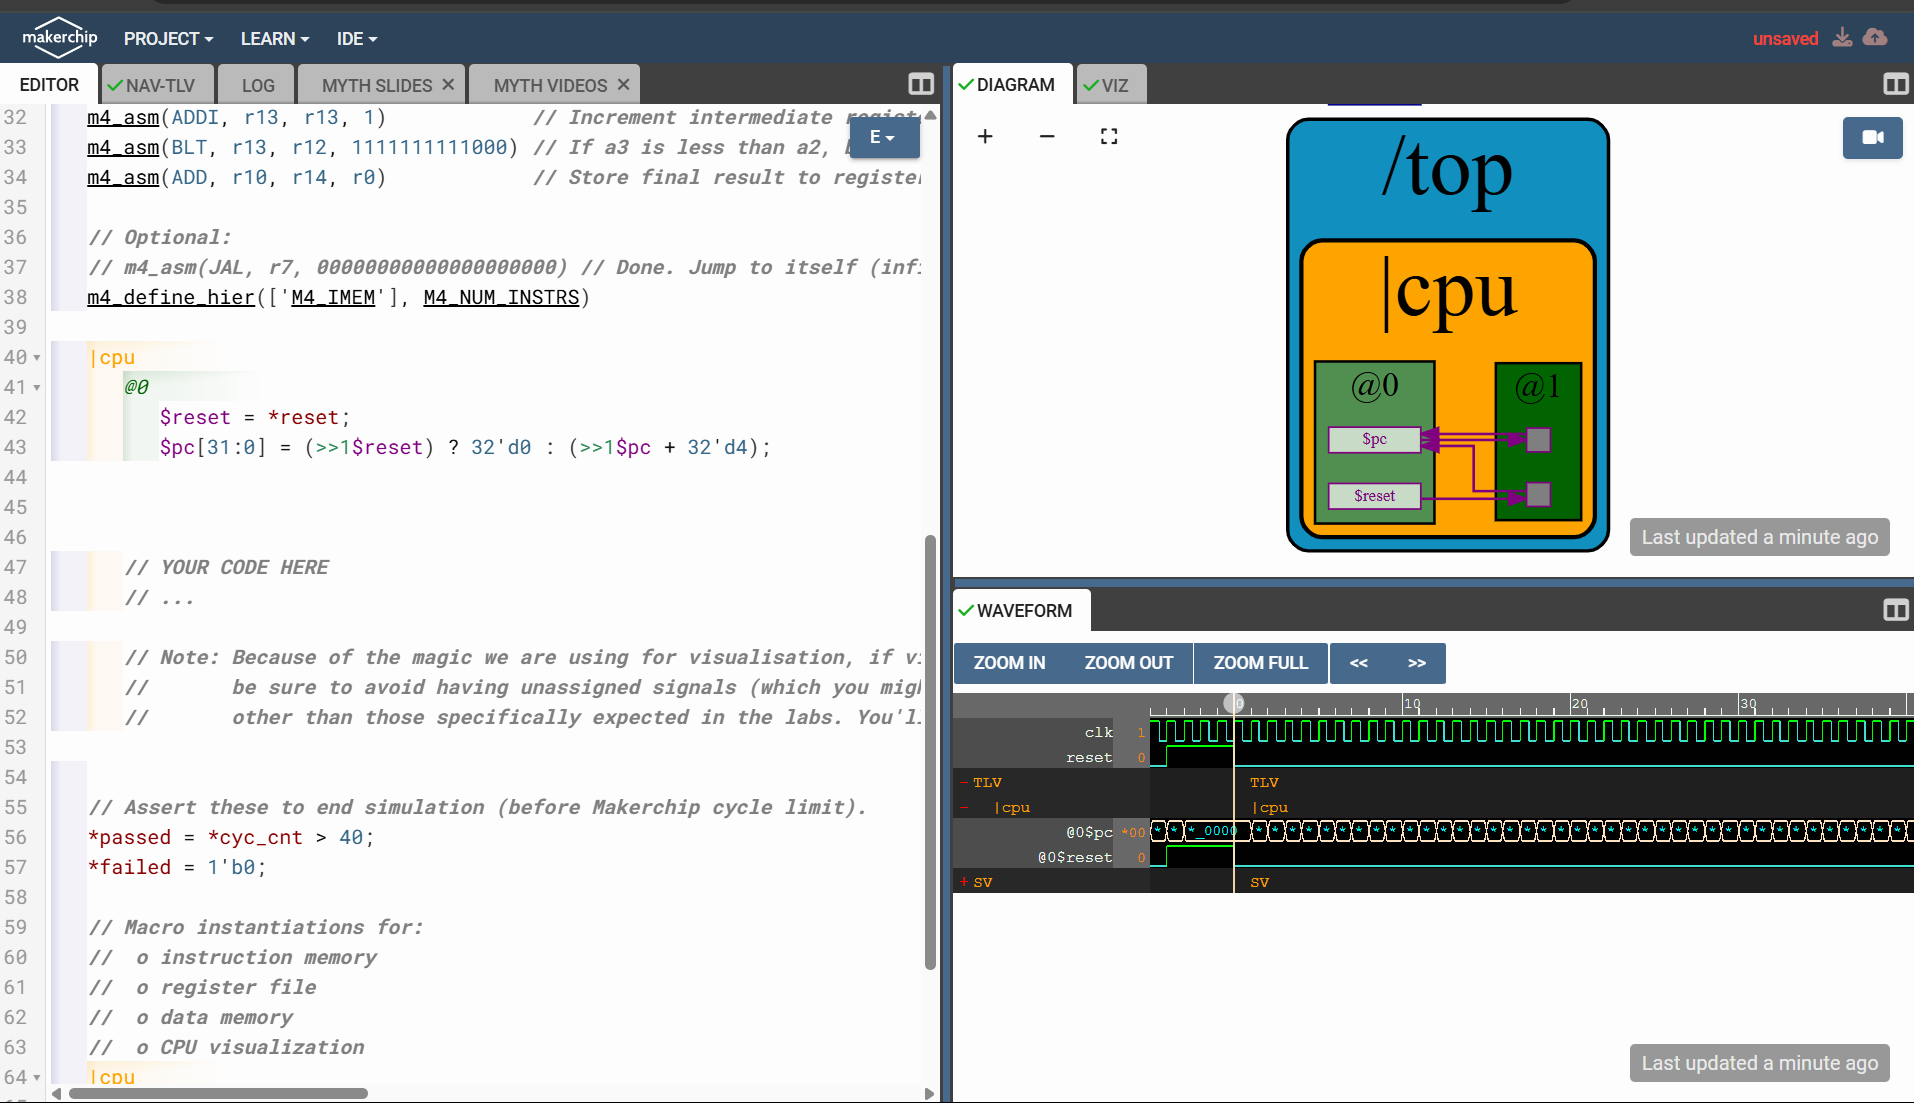 makerchip PROJECT LEARN IDE unsaved
EDITOR NAV-TLV LOG MYTH SLIDES MYTH VIDEOS
32 m4_asm(ADDI, r13, r13, 1) // Increment intermediate
33 m4_asm(BLT, r13, r12, 1111111111000) // If a3 is less than a2,
34 m4_asm(ADD, r10, r14, r0) // Store final result to register
35
36 // Optional:
37 // m4_asm(JAL, r7, 00000000000000000000) // Done. Jump to itself (inf
38 m4_define_hier(['M4_IMEM'], M4_NUM_INSTRS)
39
40 |cpu
41 @0
42 $reset = *reset;
43 $pc[31:0] = (>>1$reset) ? 32'd0 : (>>1$pc + 32'd4);
44
45
46
47 // YOUR CODE HERE
48 // ...
49
50 // Note: Because of the magic we are using for visualisation, if
51 // be sure to avoid having unassigned signals (which you
52 // other than those specifically expected in the labs.
53
54
55 // Assert these to end simulation (before Makerchip cycle limit).
56 *passed = *cyc_cnt > 40;
57 *failed = 1'b0;
58
59 // Macro instantiations for:
60 // o instruction memory
61 // o register file
62 // o data memory
63 // o CPU visualization
64 |cpu
E
DIAGRAM VIZ
/top
|cpu
@0 @1
$pc
$reset
Last updated a minute ago
WAVEFORM
ZOOM IN ZOOM OUT ZOOM FULL << >>
0 10 20 30
clk 1
reset 0
TLV TLV
|cpu |cpu
@0$pc *00 * * *_0000 * * * * * * * * * * * * * * * * * * * * * * * * * * * * * * * * * * * * * * *
@0$reset 0
SV SV
Last updated a minute ago